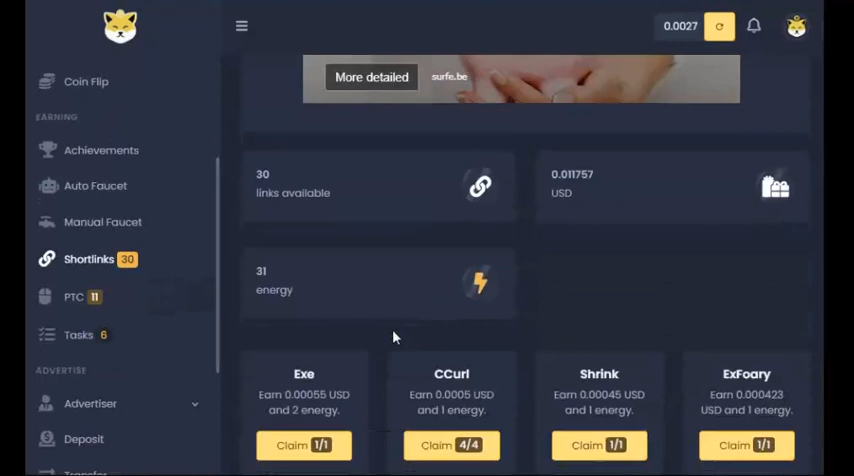 0.0027
Coin Flip
EARNING
Achievements
Auto Faucet
Manual Faucet
Shortlinks 30
PTC 11
Tasks 6
ADVERTISE
Advertiser
Deposit
Transfer
More detailed
surfe.be
30
links available
0.011757
USD
31
energy
Exe
Earn 0.00055 USD
and 2 energy.
Claim 1/1
CCurl
Earn 0.0005 USD
and 1 energy.
Claim 4/4
Shrink
Earn 0.00045 USD
and 1 energy.
Claim 1/1
ExFoary
Earn 0.000423
USD and 1 energy.
Claim 1/1